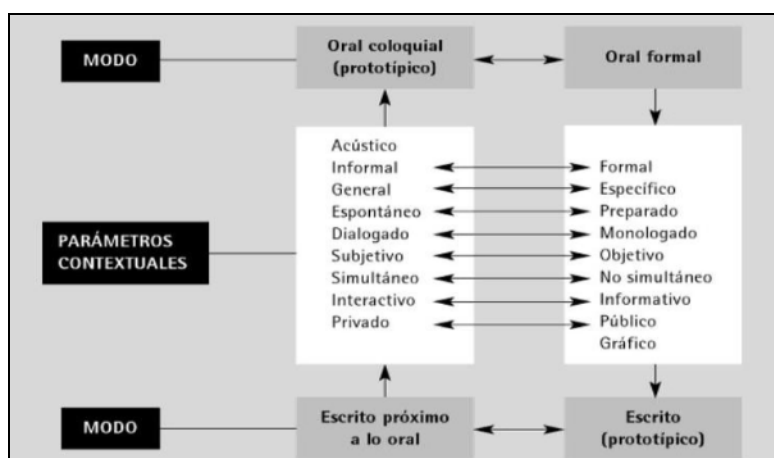 MODO
Oral coloquial
(prototípico)
Oral formal
PARÁMETROS
CONTEXTUALES
Acústico
Informal
General
Espontáneo
Dialogado
Subjetivo
Simultáneo
Interactivo
Privado
Formal
Específico
Preparado
Monologado
Objetivo
No simultáneo
Informativo
Público
Gráfico
MODO
Escrito próximo
a lo oral
Escrito
(prototípico)